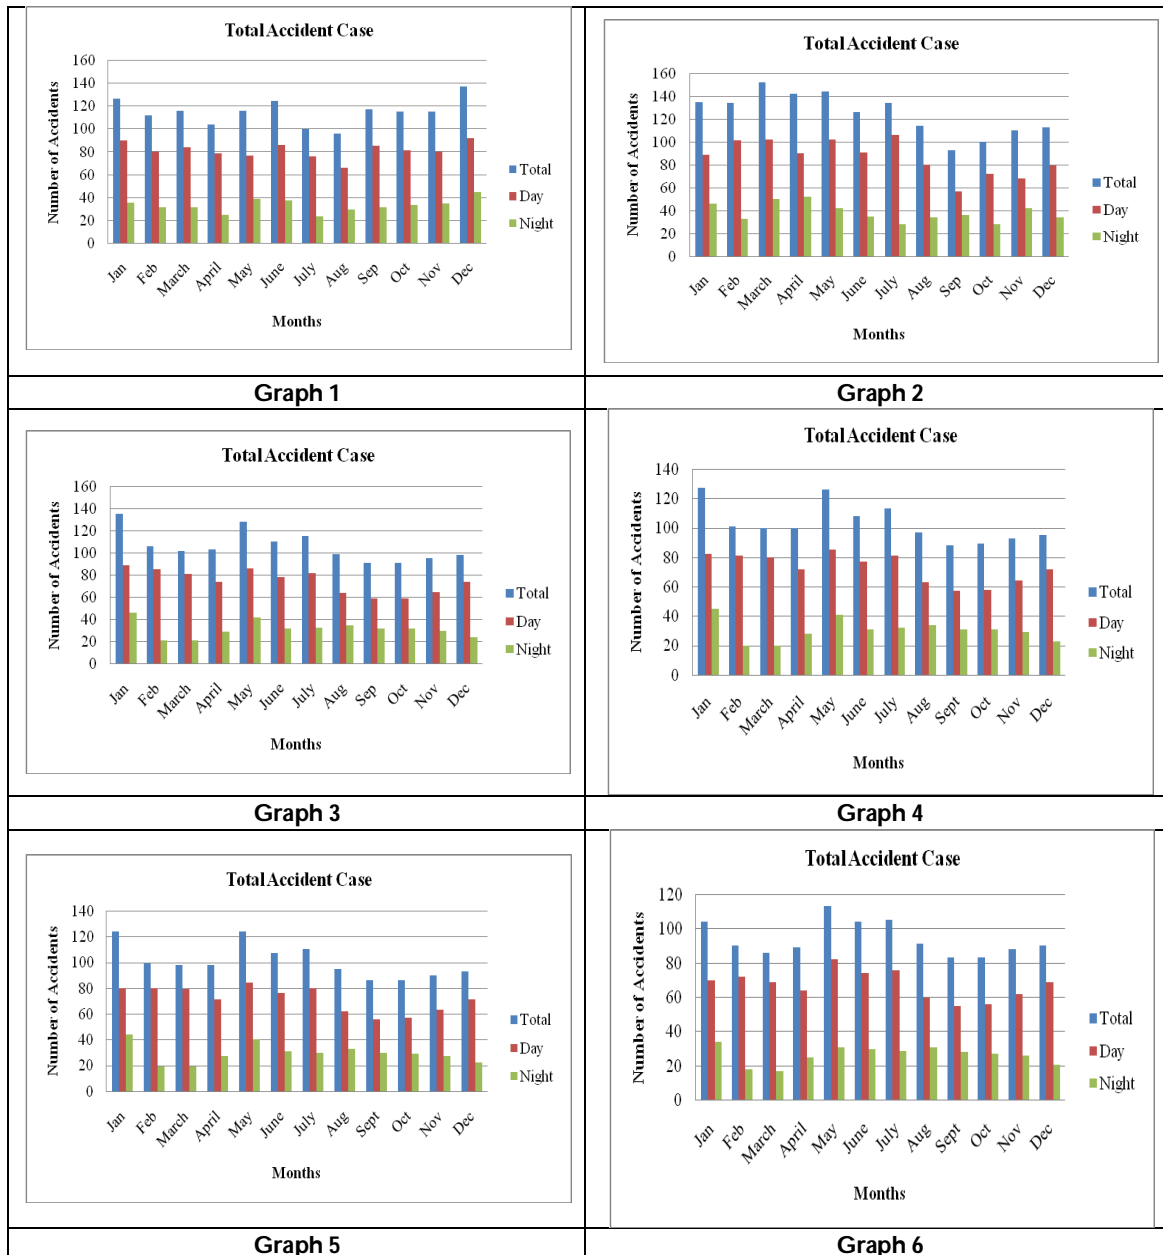 Total Accident Case
160
140
120
100
80
60
40
20
0
Number of Accidents
Jan Feb March April May June July Aug Sep Oct Nov Dec
Months
Total
Day
Night
Graph 1
Total Accident Case
160
140
120
100
80
60
40
20
0
Number of Accidents
Jan Feb March April May June July Aug Sep Oct Nov Dec
Months
Total
Day
Night
Graph 2
Total Accident Case
160
140
120
100
80
60
40
20
0
Number of Accidents
Jan Feb March April May June July Aug Sep Oct Nov Dec
Months
Total
Day
Night
Graph 3
Total Accident Case
140
120
100
80
60
40
20
0
Number of Accidents
Jan Feb March April May June July Aug Sept Oct Nov Dec
Months
Total
Day
Night
Graph 4
Total Accident Case
140
120
100
80
60
40
20
0
Number of Accidents
Jan Feb March April May June July Aug Sept Oct Nov Dec
Months
Total
Day
Night
Graph 5
Total Accident Case
120
100
80
60
40
20
0
Number of Accidents
Jan Feb March April May June July Aug Sept Oct Nov Dec
Months
Total
Day
Night
Graph 6